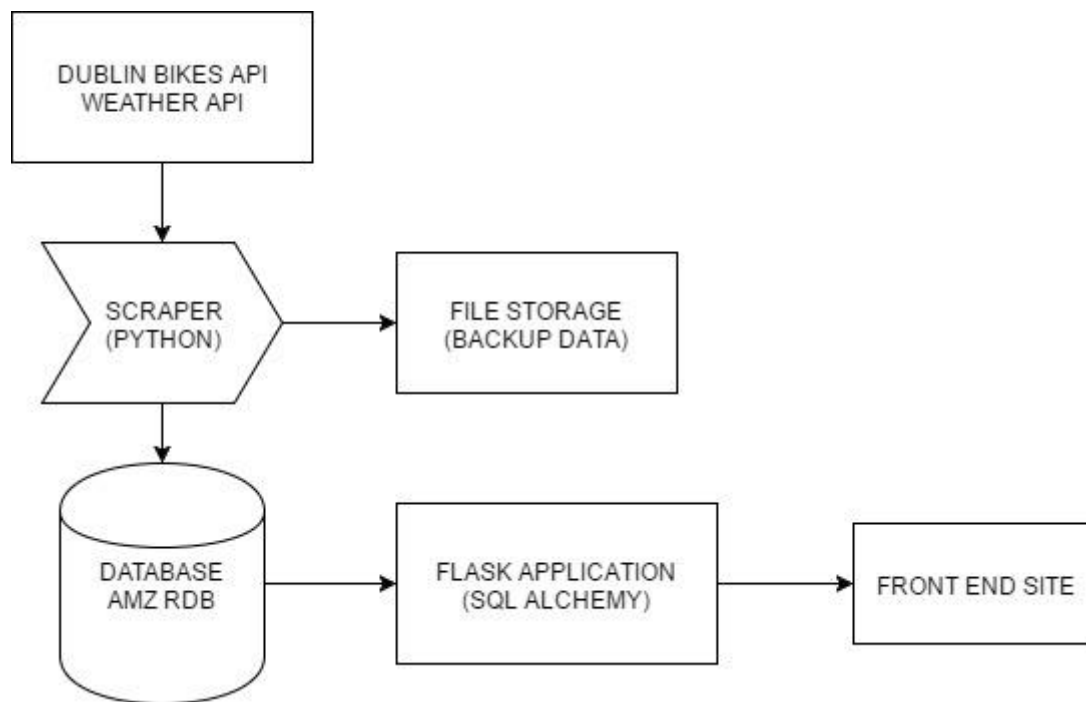 DUBLIN BIKES API
WEATHER API
SCRAPER
(PYTHON)
FILE STORAGE
(BACKUP DATA)
DATABASE
AMZ RDB
FLASK APPLICATION
(SQL ALCHEMY)
FRONT END SITE